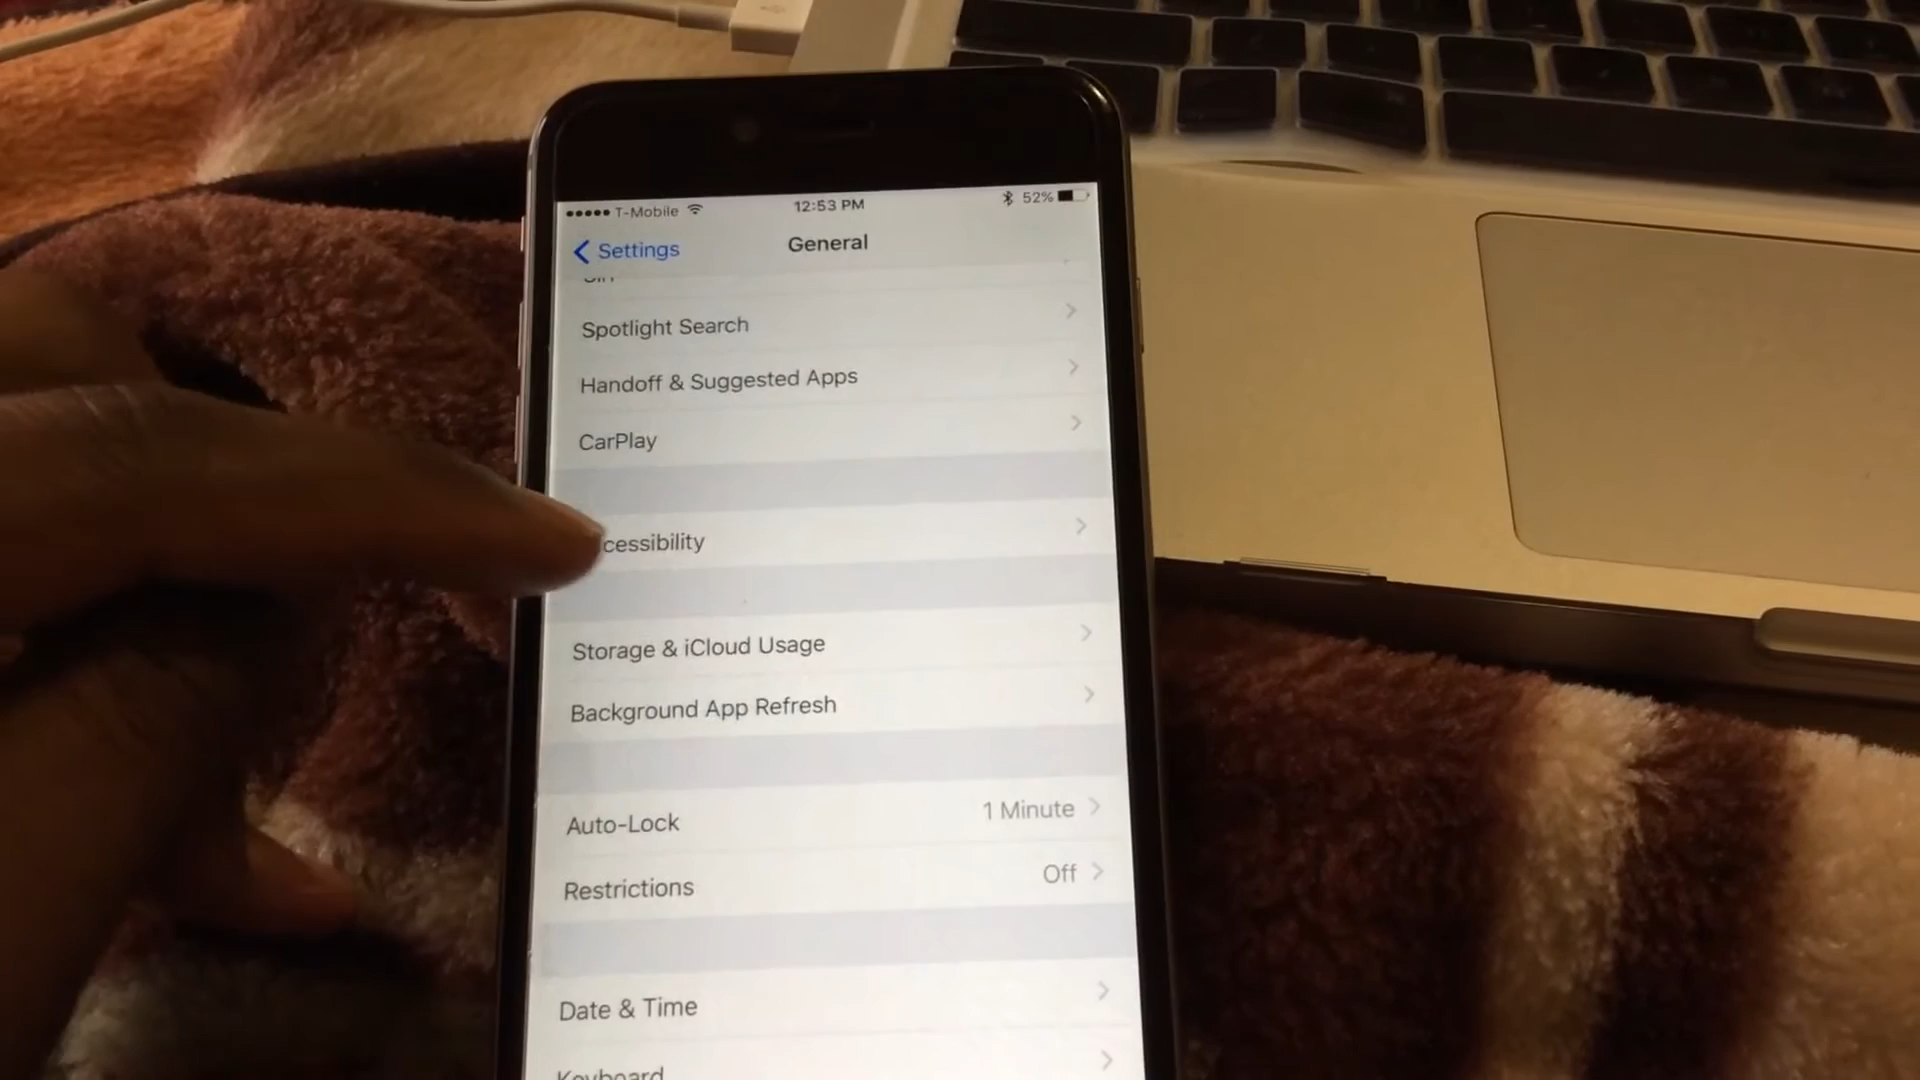 T-Mobile 12:53 PM 52%
Settings General
Spotlight Search
Handoff & Suggested Apps
CarPlay
cessibility
Storage & iCloud Usage
Background App Refresh
Auto-Lock 1 Minute
Restrictions Off
Date & Time
Keyboard